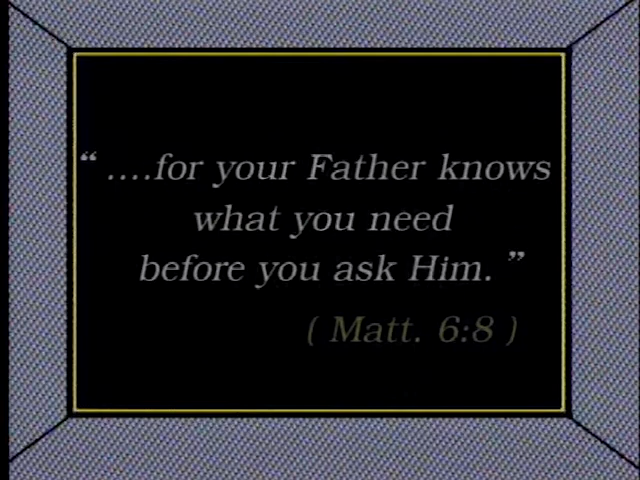 “ ....for your Father knows
what you need
before you ask Him. ”
( Matt. 6:8 )